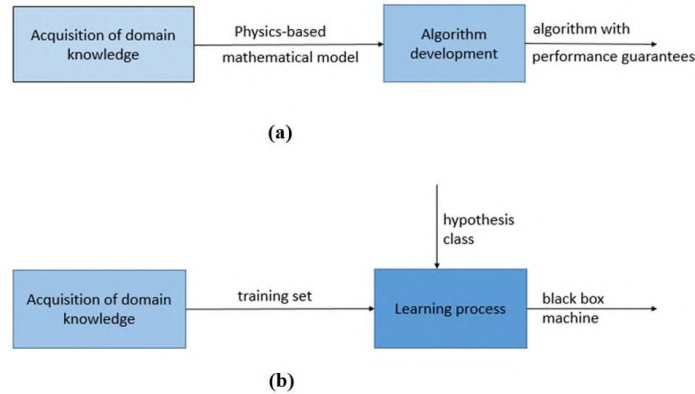 Acquisition of domain
knowledge
Physics-based
mathematical model
Algorithm
development
algorithm with
performance guarantees
(a)
hypothesis
class
Acquisition of domain
knowledge
training set
Learning process
black box
machine
(b)